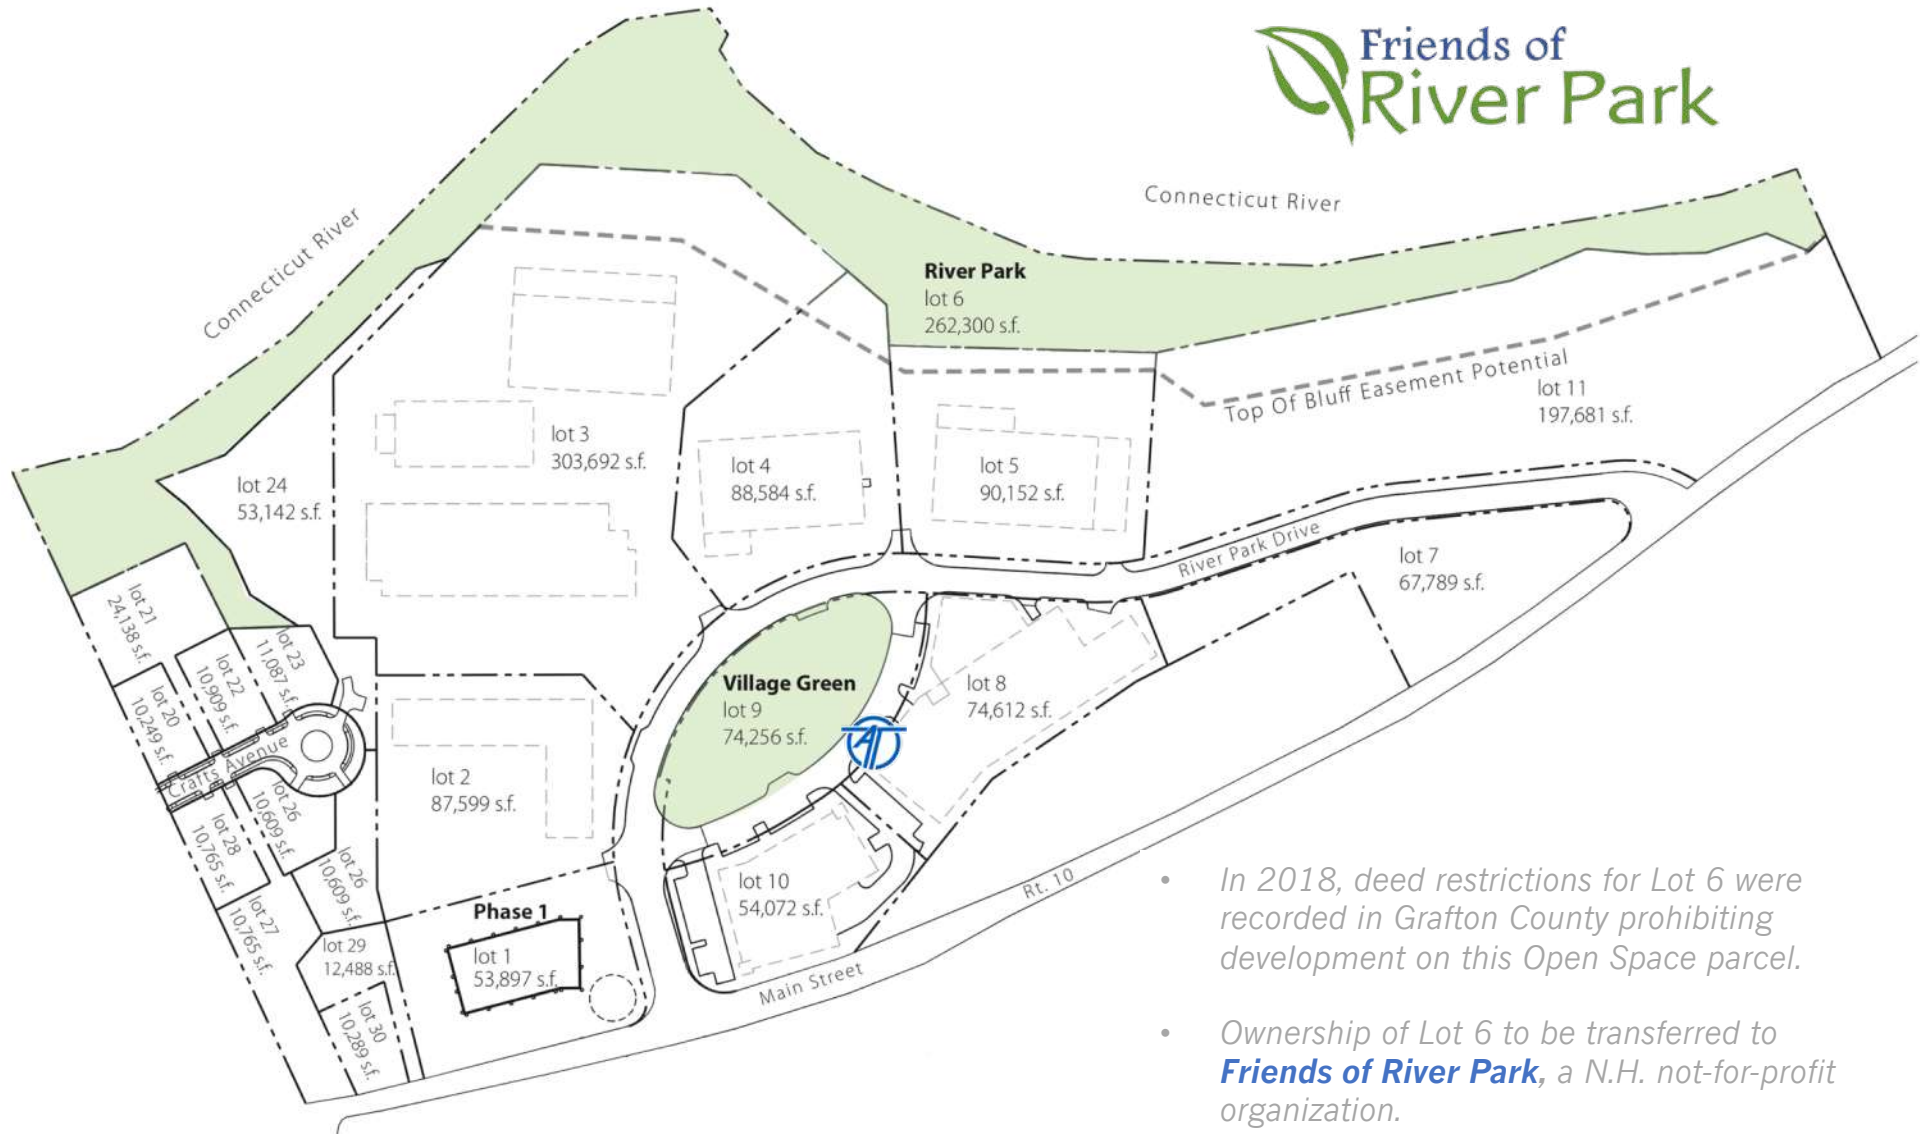 Friends of
River Park
Connecticut River
Connecticut River
River Park
lot 6
262,300 s.f.
Top Of Bluff Easement Potential
lot 11
197,681 s.f.
lot 3
303,692 s.f.
lot 4
88,584 s.f.
lot 5
90,152 s.f.
lot 24
53,142 s.f.
River Park Drive
lot 7
67,789 s.f.
lot 21
24,138 s.f.
lot 23
11,087 s.f.
lot 22
10,909 s.f.
lot 20
10,249 s.f.
Crafts Avenue
Village Green
lot 9
74,256 s.f.
AT
lot 8
74,612 s.f.
lot 2
87,599 s.f.
lot 26
10,609 s.f.
lot 28
10,765 s.f.
lot 26
10,609 s.f.
lot 27
10,765 s.f.
lot 10
54,072 s.f.
Rt. 10
Phase 1
lot 1
53,897 s.f.
lot 29
12,488 s.f.
lot 30
10,289 s.f.
Main Street
• In 2018, deed restrictions for Lot 6 were
recorded in Grafton County prohibiting
development on this Open Space parcel.
• Ownership of Lot 6 to be transferred to
Friends of River Park, a N.H. not-for-profit
organization.